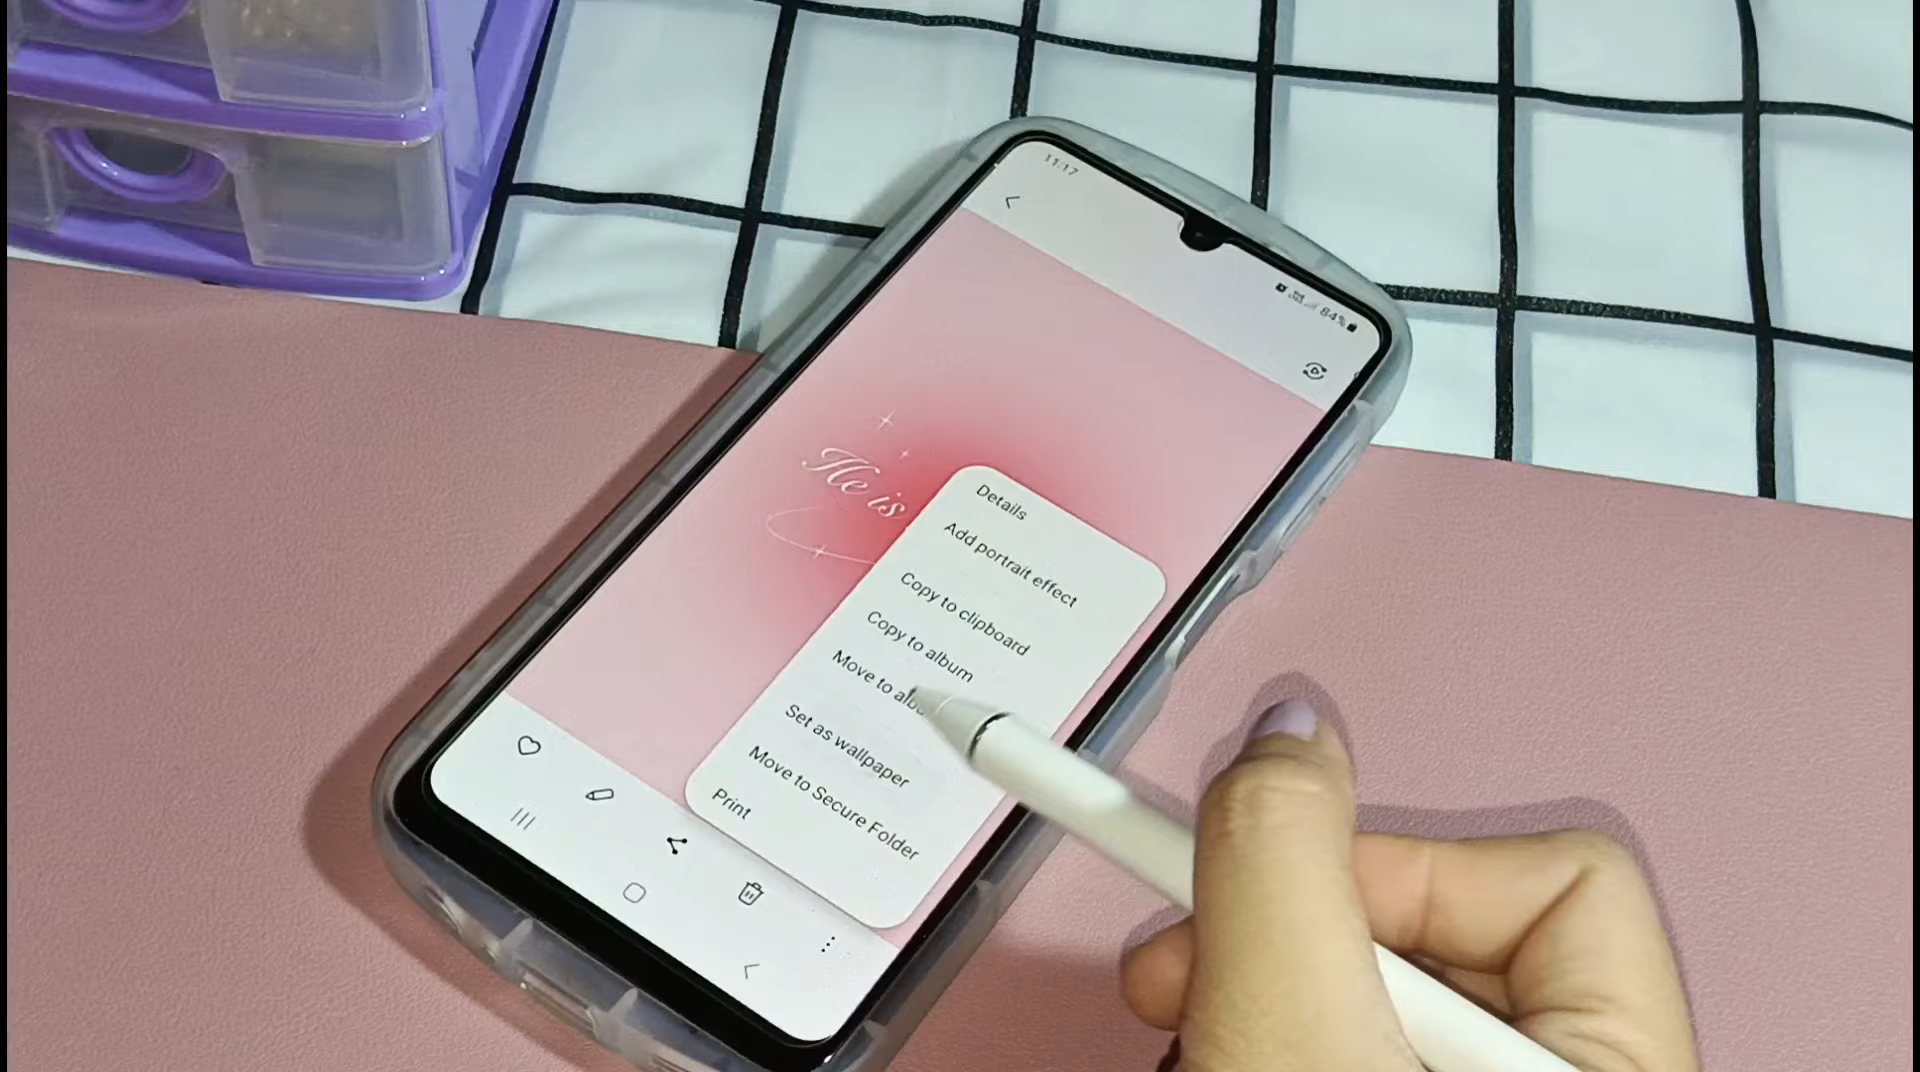 11:17
84%
He is
Details
Add portrait effect
Copy to clipboard
Copy to album
Move to
Set as wallpaper
Move to Secure Folder
Print